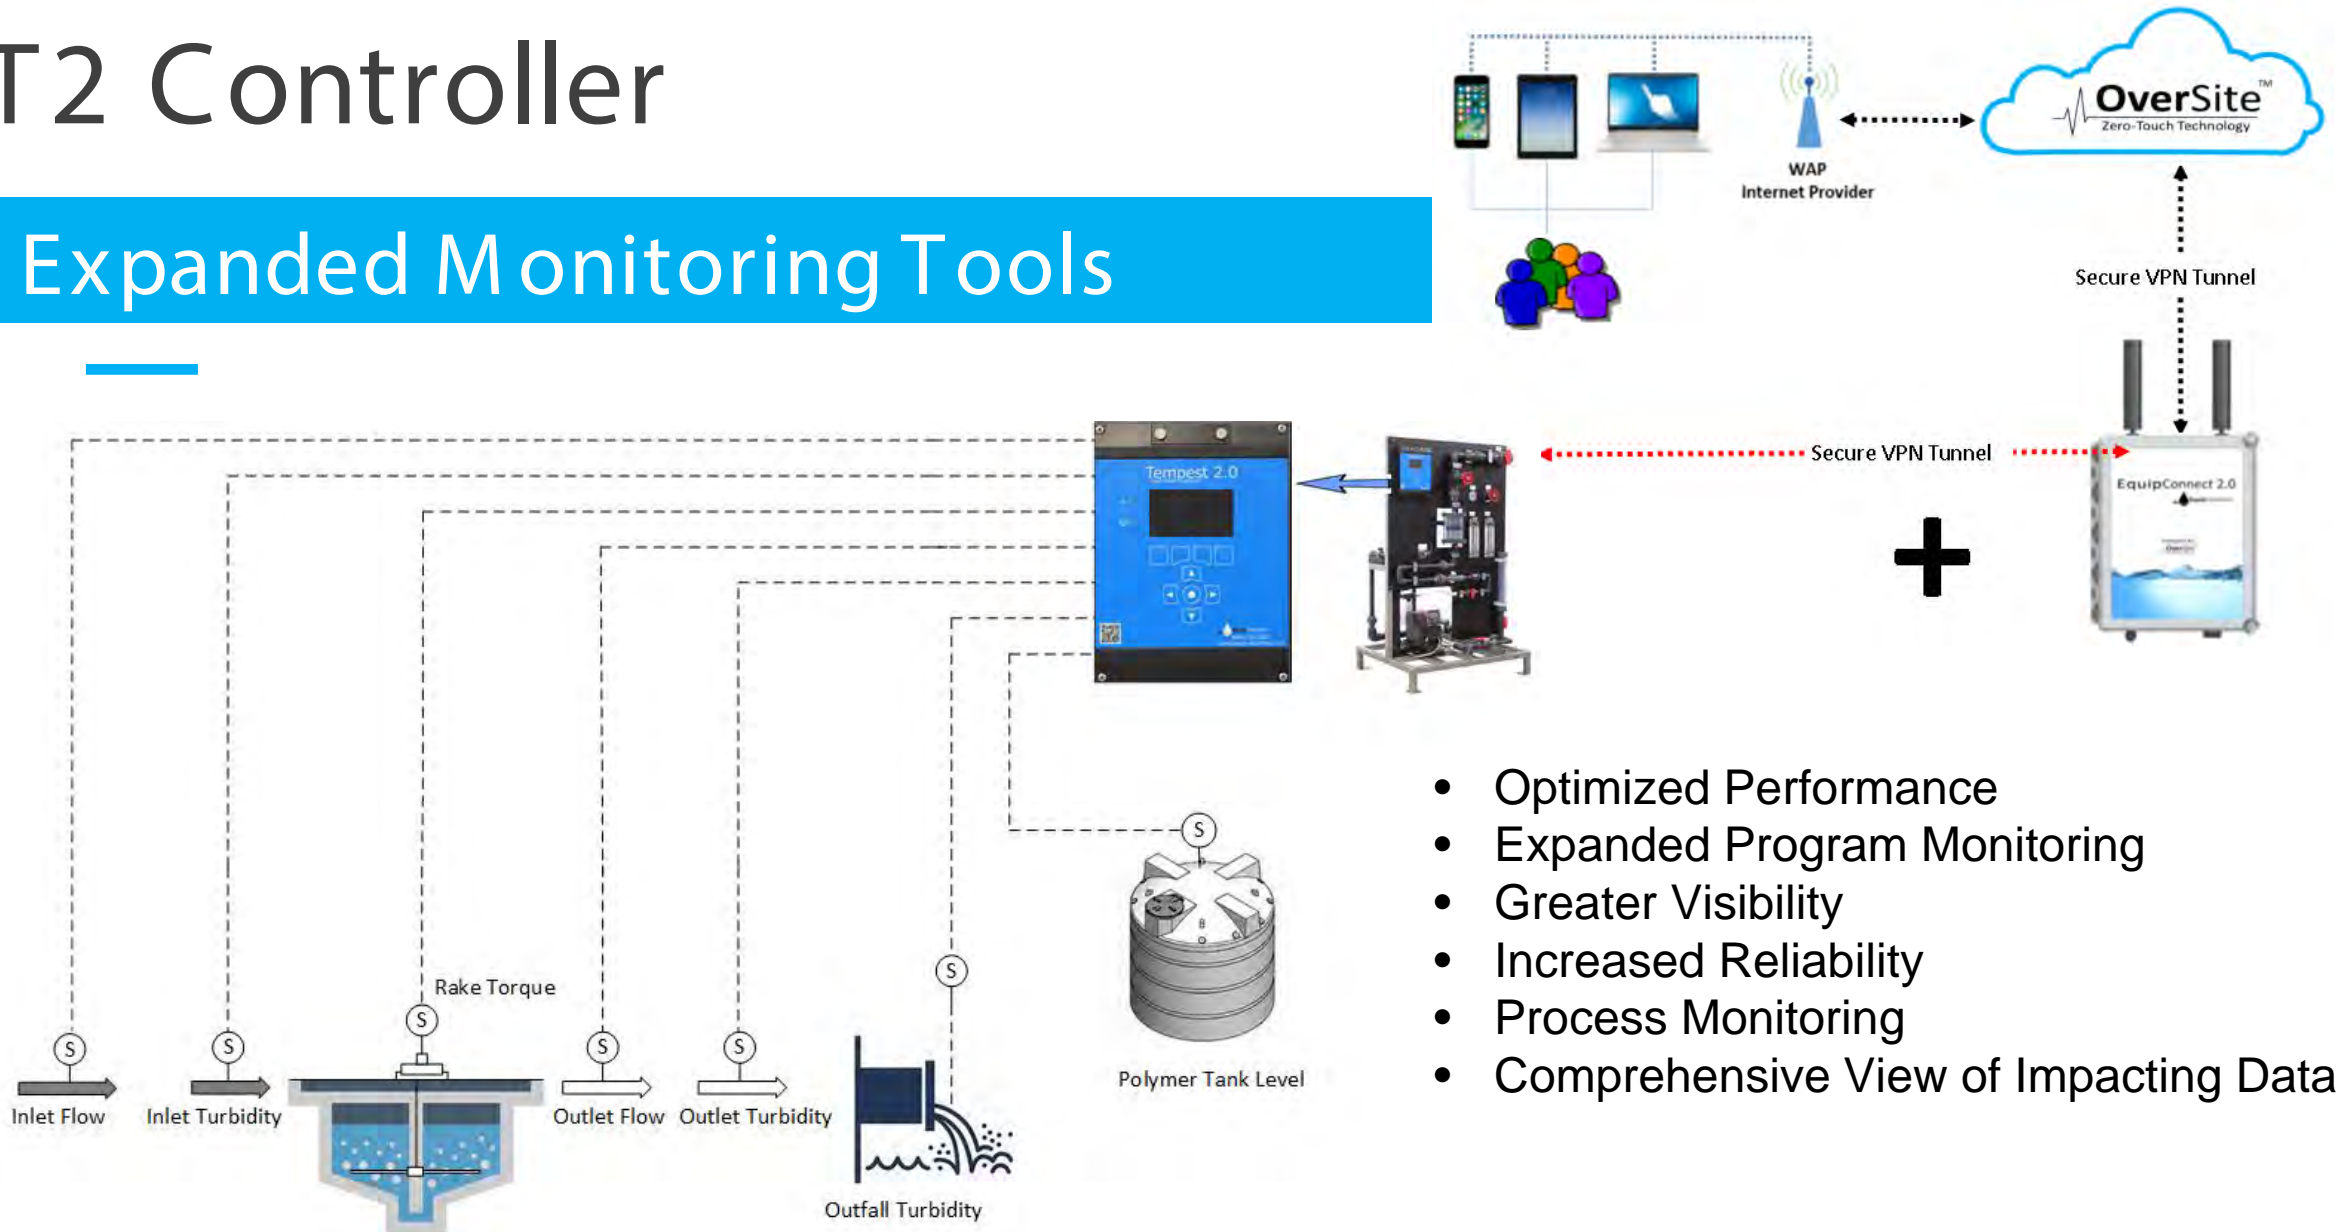 T2 Controller
Expanded Monitoring Tools
OverSite™
Zero-Touch Technology
WAP
Internet Provider
Secure VPN Tunnel
Secure VPN Tunnel
EquipConnect 2.0
Tempest 2.0
S
S
Rake Torque
S
S
S
S
S
Inlet Flow
Inlet Turbidity
Outlet Flow
Outlet Turbidity
Outfall Turbidity
Polymer Tank Level
• Optimized Performance
• Expanded Program Monitoring
• Greater Visibility
• Increased Reliability
• Process Monitoring
• Comprehensive View of Impacting Data